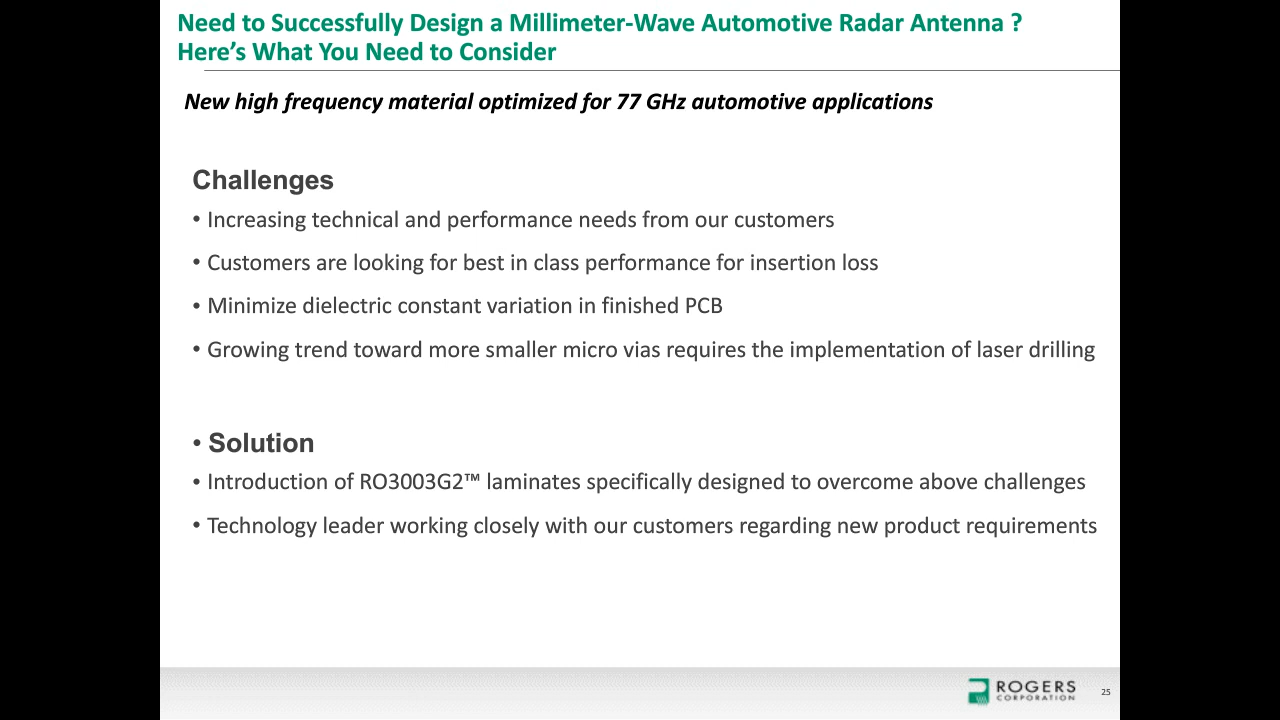 Need to Successfully Design a Millimeter-Wave Automotive Radar Antenna ?
Here’s What You Need to Consider
New high frequency material optimized for 77 GHz automotive applications
Challenges
• Increasing technical and performance needs from our customers
• Customers are looking for best in class performance for insertion loss
• Minimize dielectric constant variation in finished PCB
• Growing trend toward more smaller micro vias requires the implementation of laser drilling
• Solution
• Introduction of RO3003G2™ laminates specifically designed to overcome above challenges
• Technology leader working closely with our customers regarding new product requirements
ROGERS
CORPORATION
25